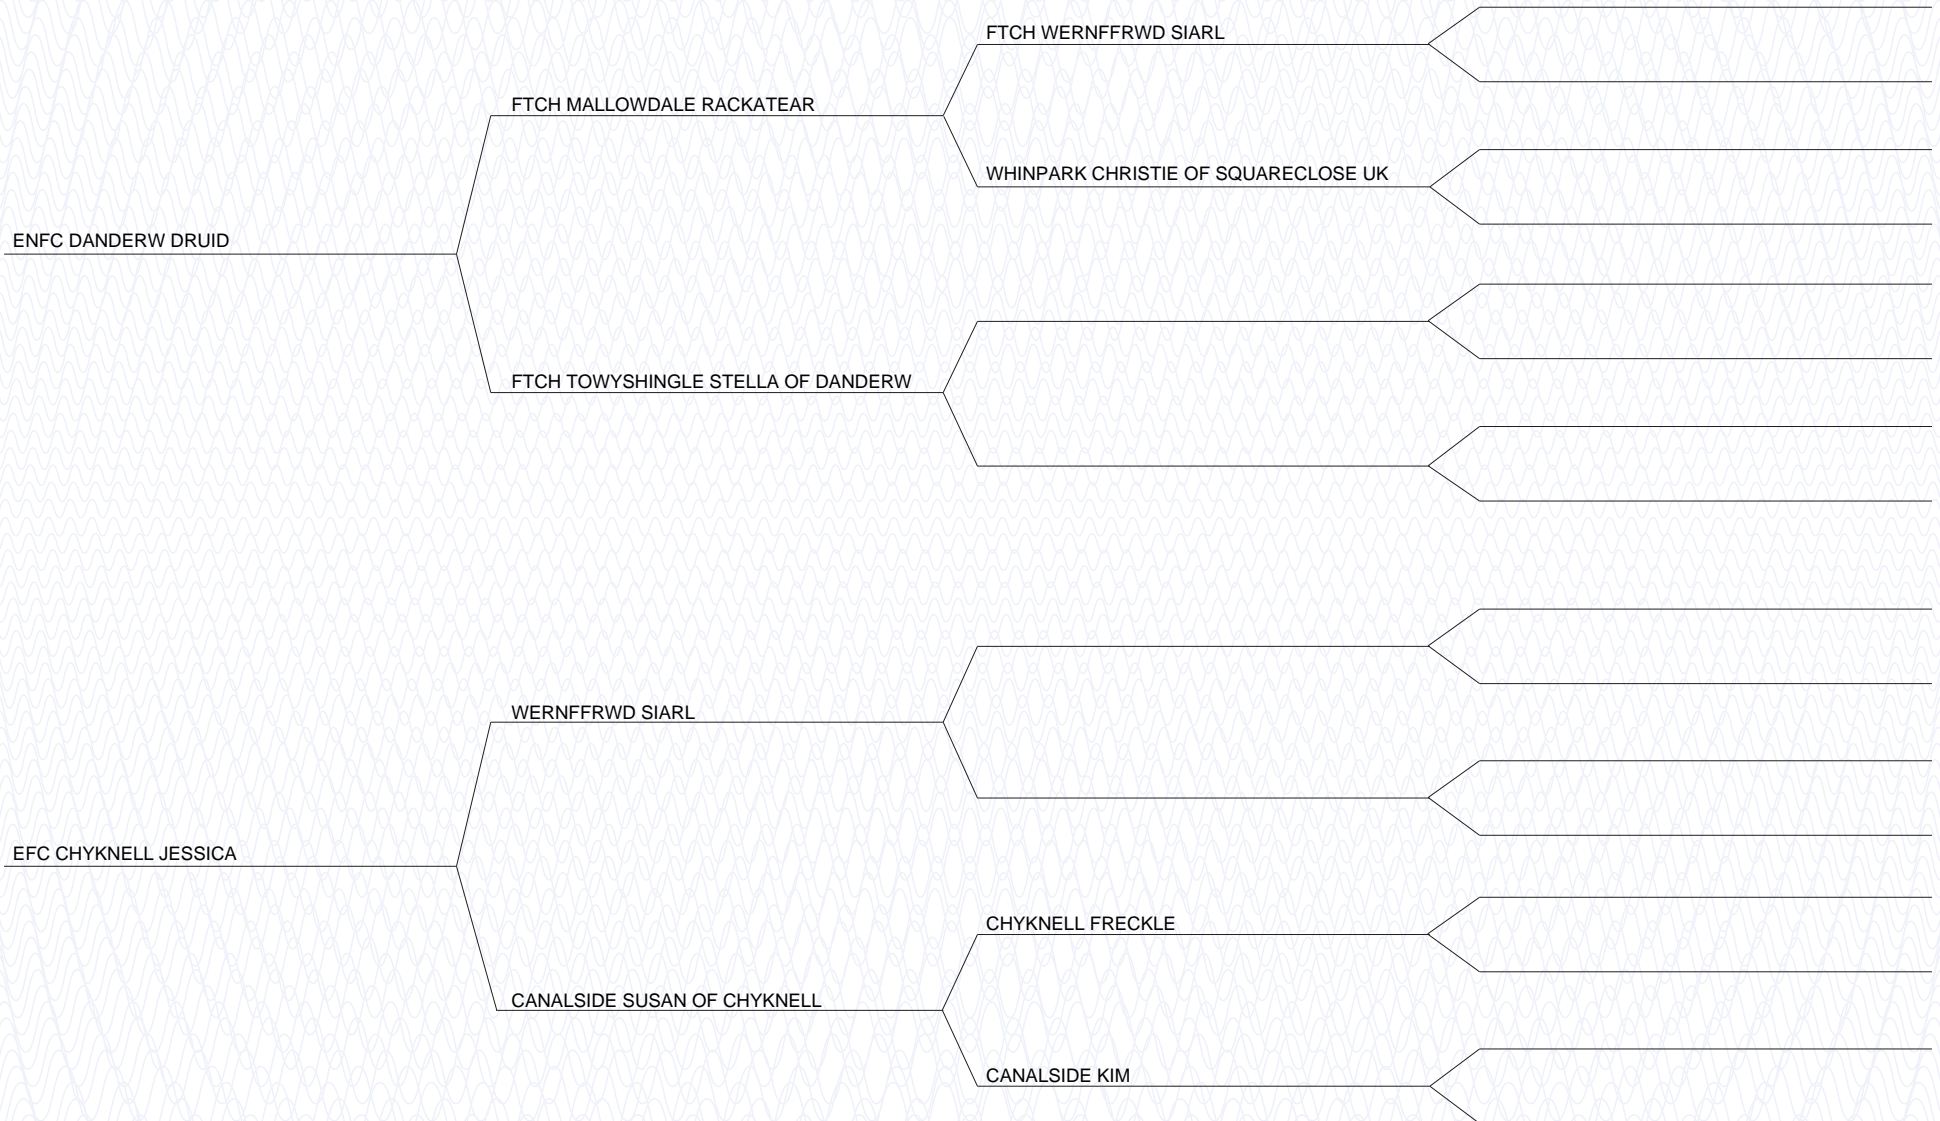 FTCH WERNFFRWD SIARL
FTCH MALLOWDALE RACKATEAR
WHINPARK CHRISTIE OF SQUARECLOSE UK
ENFC DANDERW DRUID
FTCH TOWYSHINGLE STELLA OF DANDERW
WERNFFRWD SIARL
EFC CHYKNELL JESSICA
CHYKNELL FRECKLE
CANALSIDE SUSAN OF CHYKNELL
CANALSIDE KIM